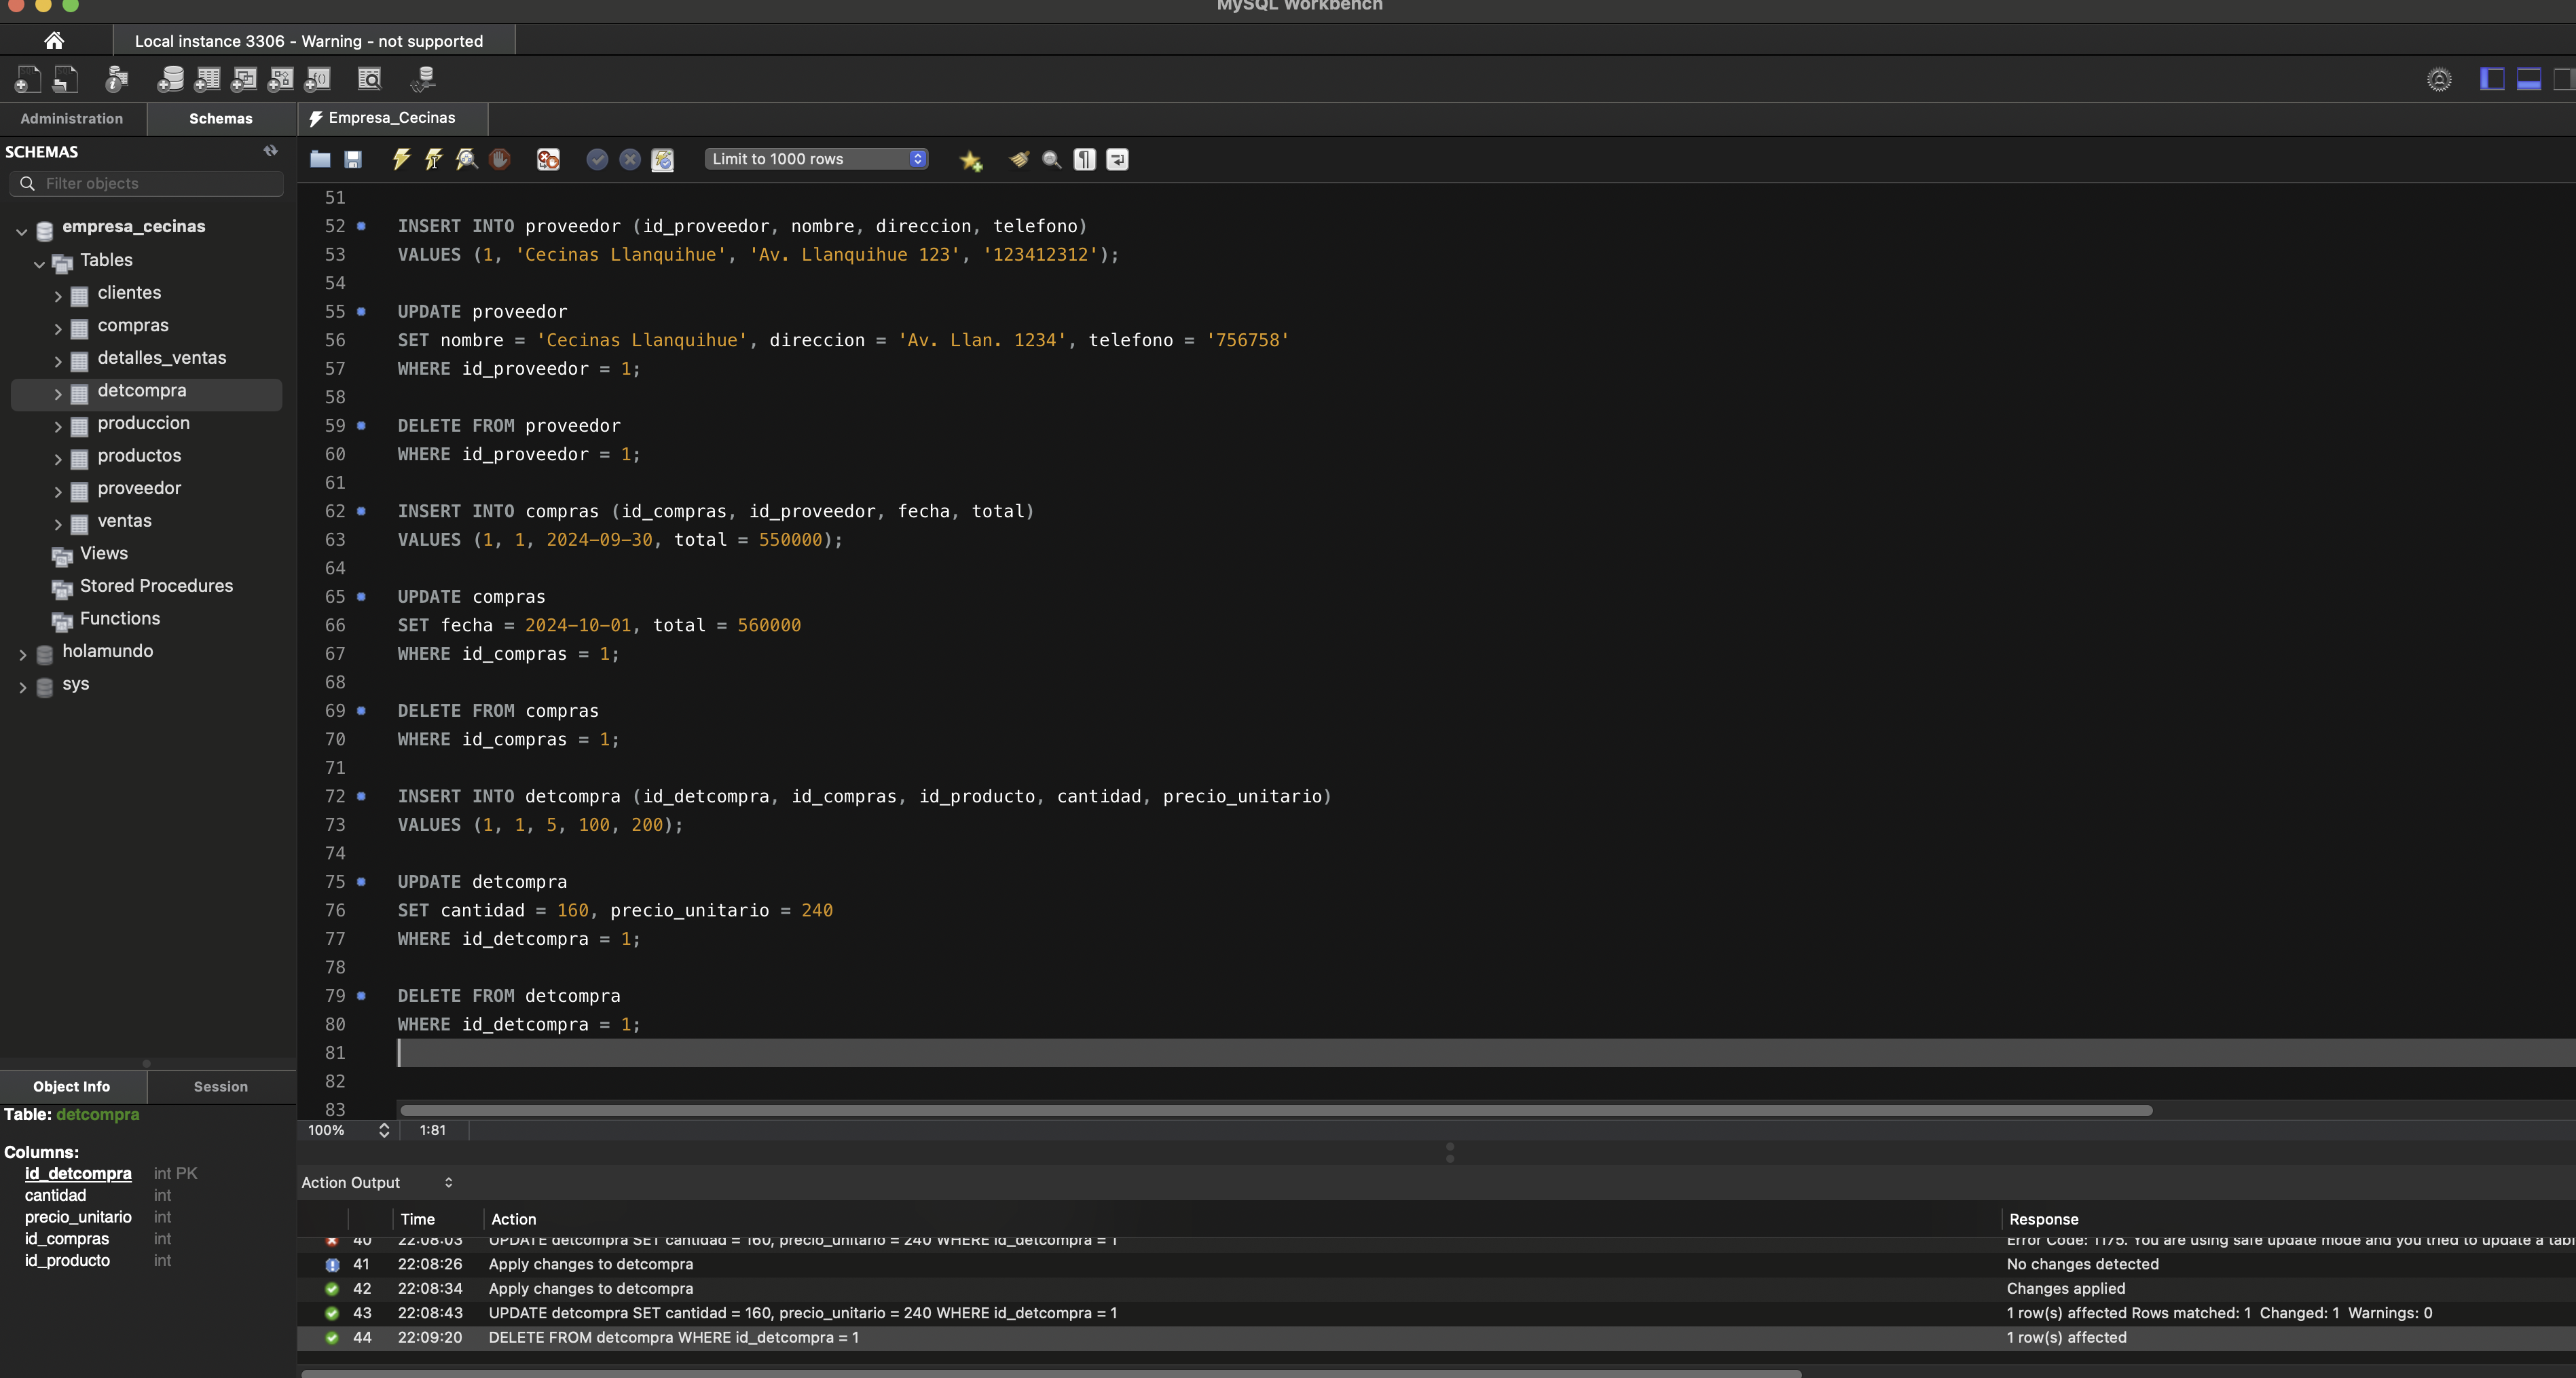 MySQL Workbench
Local instance 3306 - Warning - not supported
Administration
Schemas
Empresa_Cecinas
SCHEMAS
Filter objects
Limit to 1000 rows
empresa_cecinas
Tables
clientes
compras
detalles_ventas
detcompra
produccion
productos
proveedor
ventas
Views
Stored Procedures
Functions
holamundo
sys
51
52 INSERT INTO proveedor (id_proveedor, nombre, direccion, telefono)
53 VALUES (1, 'Cecinas Llanquihue', 'Av. Llanquihue 123', '123412312');
54
55 UPDATE proveedor
56 SET nombre = 'Cecinas Llanquihue', direccion = 'Av. Llan. 1234', telefono = '756758'
57 WHERE id_proveedor = 1;
58
59 DELETE FROM proveedor
60 WHERE id_proveedor = 1;
61
62 INSERT INTO compras (id_compras, id_proveedor, fecha, total)
63 VALUES (1, 1, 2024-09-30, total = 550000);
64
65 UPDATE compras
66 SET fecha = 2024-10-01, total = 560000
67 WHERE id_compras = 1;
68
69 DELETE FROM compras
70 WHERE id_compras = 1;
71
72 INSERT INTO detcompra (id_detcompra, id_compras, id_producto, cantidad, precio_unitario)
73 VALUES (1, 1, 5, 100, 200);
74
75 UPDATE detcompra
76 SET cantidad = 160, precio_unitario = 240
77 WHERE id_detcompra = 1;
78
79 DELETE FROM detcompra
80 WHERE id_detcompra = 1;
81
82
83
100% 1:81
Object Info
Session
Table: detcompra
Columns:
id_detcompra int PK
cantidad int
precio_unitario int
id_compras int
id_producto int
Action Output
Time Action Response
40 22:08:03 UPDATE detcompra SET cantidad = 160, precio_unitario = 240 WHERE id_detcompra = 1 Error Code: 1175. You are using safe update mode and you tried to update a tabl
41 22:08:26 Apply changes to detcompra No changes detected
42 22:08:34 Apply changes to detcompra Changes applied
43 22:08:43 UPDATE detcompra SET cantidad = 160, precio_unitario = 240 WHERE id_detcompra = 1 1 row(s) affected Rows matched: 1 Changed: 1 Warnings: 0
44 22:09:20 DELETE FROM detcompra WHERE id_detcompra = 1 1 row(s) affected